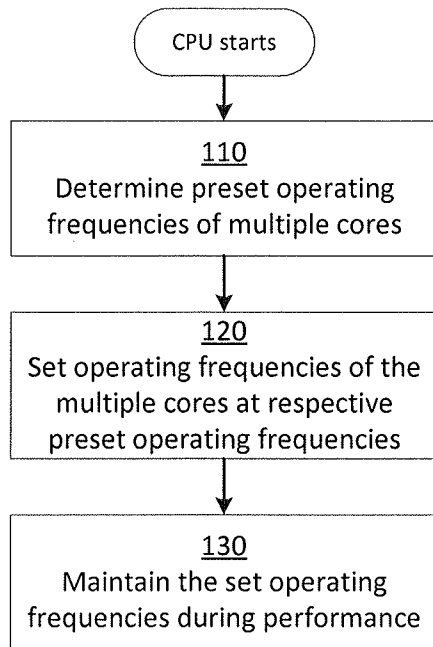 CPU starts
110
Determine preset operating
frequencies of multiple cores
120
Set operating frequencies of the
multiple cores at respective
preset operating frequencies
130
Maintain the set operating
frequencies during performance